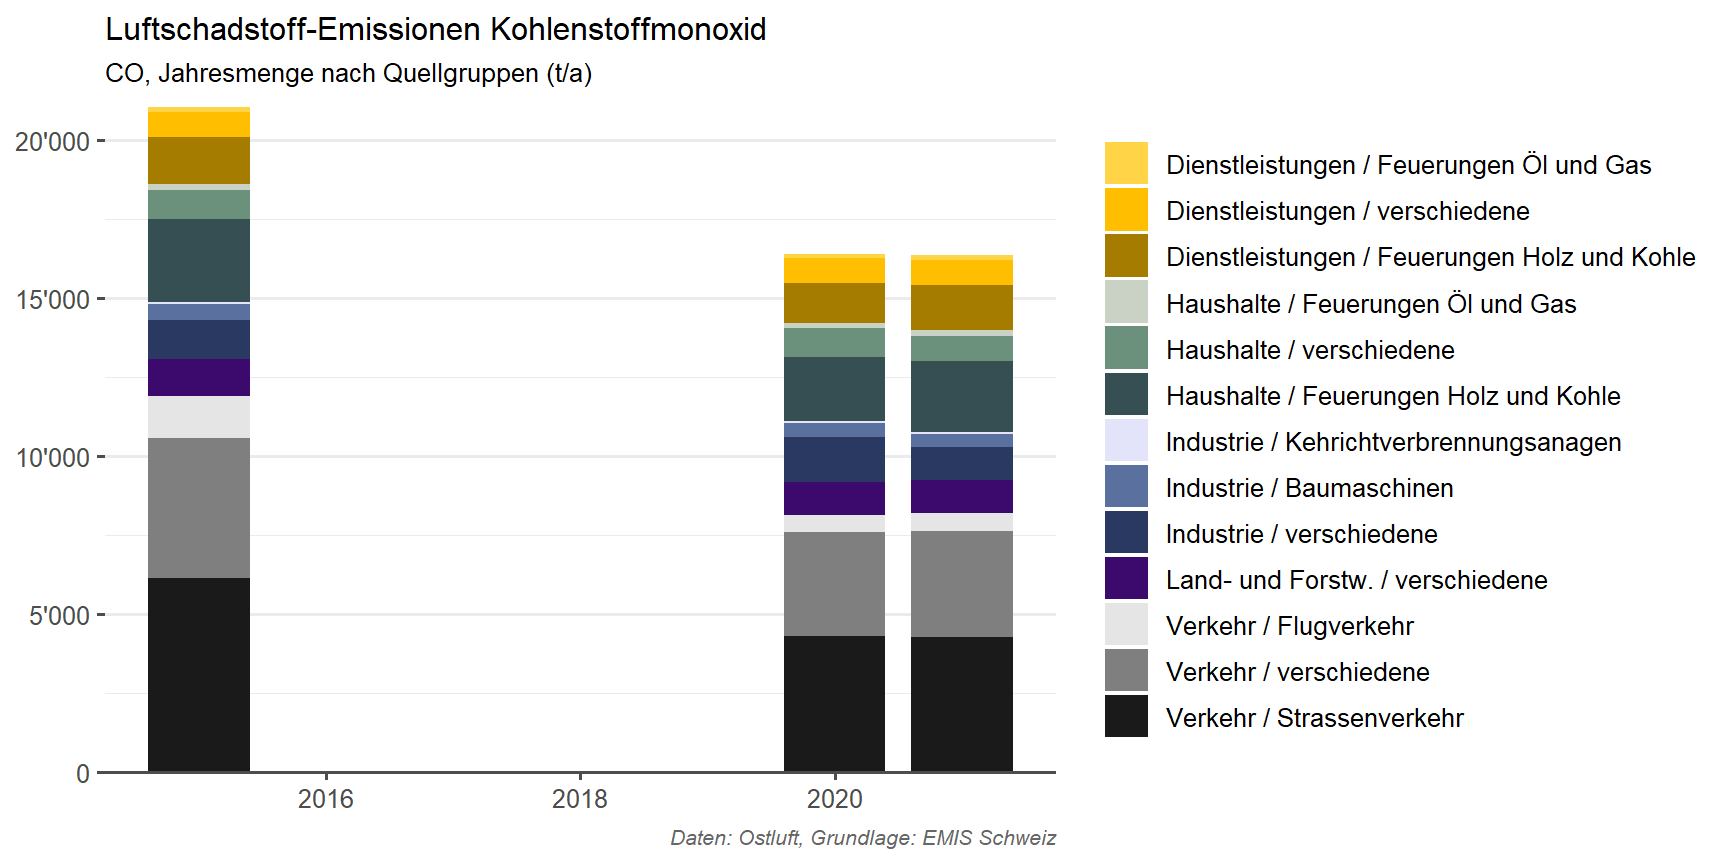 Luftschadstoff-Emissionen Kohlenstoffmonoxid
CO, Jahresmenge nach Quellgruppen (t/a)
20'000
15'000
10'000
5'000
0
2016
2018
2020
Dienstleistungen / Feuerungen Öl und Gas
Dienstleistungen / verschiedene
Dienstleistungen / Feuerungen Holz und Kohle
Haushalte / Feuerungen Öl und Gas
Haushalte / verschiedene
Haushalte / Feuerungen Holz und Kohle
Industrie / Kehrichtverbrennungsanagen
Industrie / Baumaschinen
Industrie / verschiedene
Land- und Forstw. / verschiedene
Verkehr / Flugverkehr
Verkehr / verschiedene
Verkehr / Strassenverkehr
Daten: Ostluft, Grundlage: EMIS Schweiz